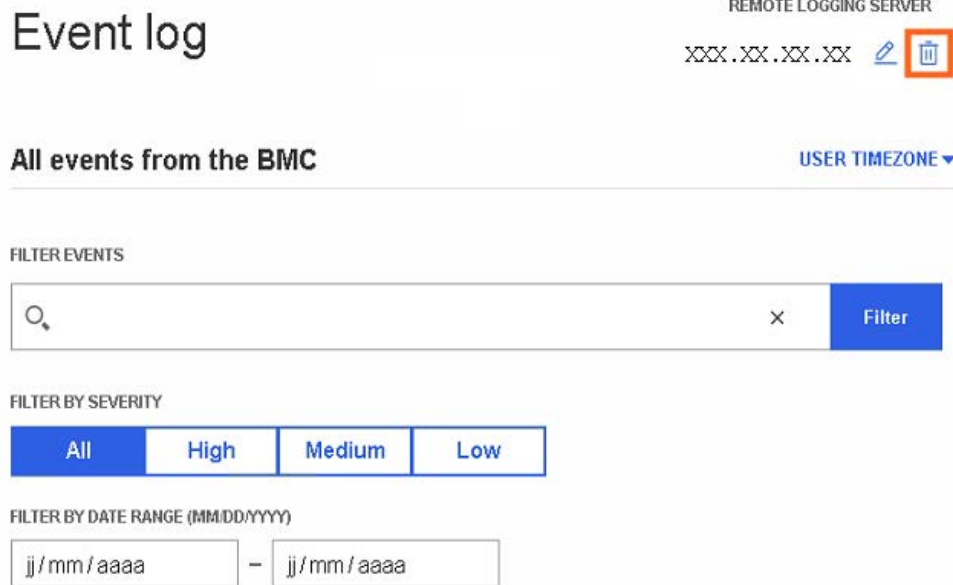 REMOTE LOGGING SERVER
Event log
XXX.XX.XX.XX
All events from the BMC
USER TIMEZONE
FILTER EVENTS
Filter
FILTER BY SEVERITY
All High Medium Low
FILTER BY DATE RANGE (MM/DD/YYYY)
jj/mm/aaaa – jj/mm/aaaa